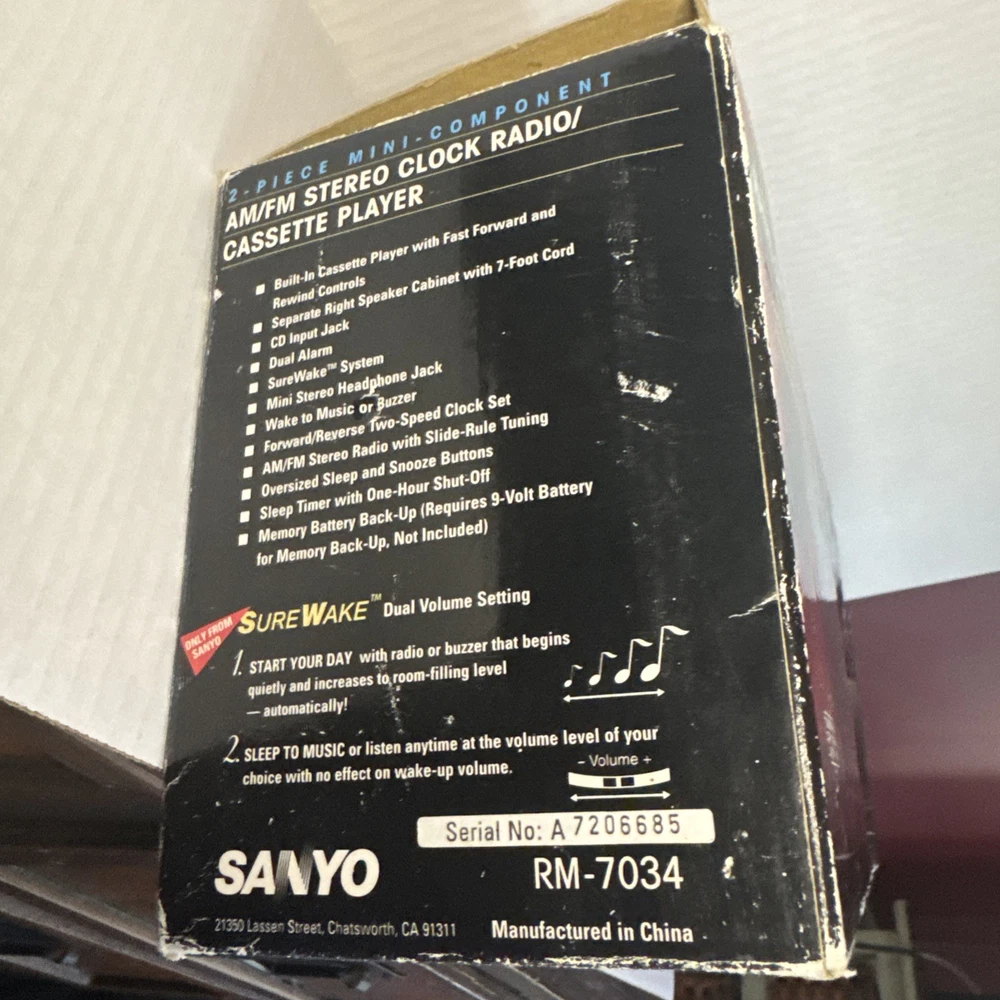 2-PIECE MINI-COMPONENT
AM/FM STEREO CLOCK RADIO/
CASSETTE PLAYER
■ Built-In Cassette Player with Fast Forward and
Rewind Controls
■ Separate Right Speaker Cabinet with 7-Foot Cord
■ CD Input Jack
■ Dual Alarm
■ SureWake™ System
■ Mini Stereo Headphone Jack
■ Wake to Music or Buzzer
■ Forward/Reverse Two-Speed Clock Set
■ AM/FM Stereo Radio with Slide-Rule Tuning
■ Oversized Sleep and Snooze Buttons
■ Sleep Timer with One-Hour Shut-Off
■ Memory Battery Back-Up (Requires 9-Volt Battery
for Memory Back-Up, Not Included)
ONLY FROM
SANYO
SUREWAKE™ Dual Volume Setting
1. START YOUR DAY with radio or buzzer that begins
quietly and increases to room-filling level
— automatically!
2. SLEEP TO MUSIC or listen anytime at the volume level of your
choice with no effect on wake-up volume.
– Volume +
Serial No: A 7206685
SANYO
RM-7034
21350 Lassen Street, Chatsworth, CA 91311
Manufactured in China